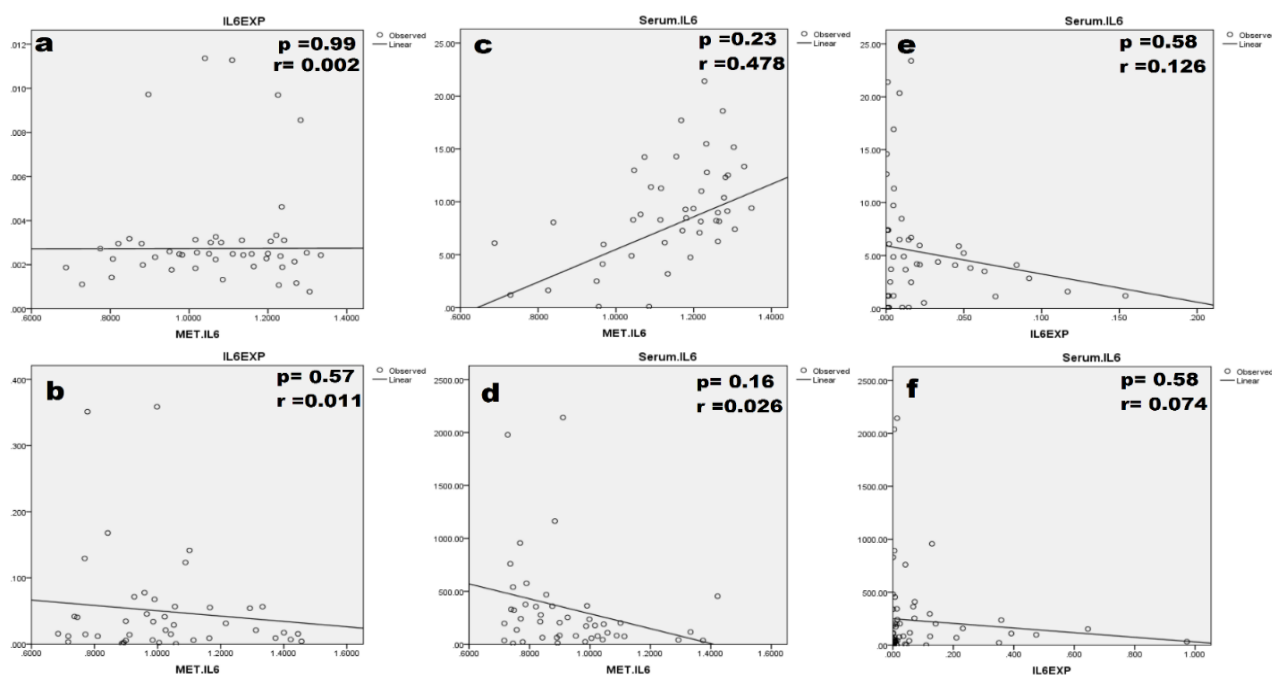 IL6EXP
a
p =0.99
r= 0.002
Observed
Linear
.012
.010
.008
.006
.004
.002
.000
.6000 .8000 1.0000 1.2000 1.4000
MET.IL6
Serum.IL6
c
p =0.23
r =0.478
Observed
Linear
25.00
20.00
15.00
10.00
5.00
.00
.6000 .8000 1.0000 1.2000 1.4000
MET.IL6
Serum.IL6
e
p =0.58
r =0.126
Observed
Linear
25.00
20.00
15.00
10.00
5.00
.00
.000 .050 .100 .150 .200
IL6EXP
IL6EXP
b
p= 0.57
r =0.011
Observed
Linear
.400
.300
.200
.100
.000
.6000 .8000 1.0000 1.2000 1.4000 1.6000
MET.IL6
Serum.IL6
d
p= 0.16
r =0.026
Observed
Linear
2500.00
2000.00
1500.00
1000.00
500.00
.00
.6000 .8000 1.0000 1.2000 1.4000 1.6000
MET.IL6
Serum.IL6
f
p= 0.58
r= 0.074
Observed
Linear
2500.00
2000.00
1500.00
1000.00
500.00
.00
.000 .200 .400 .600 .800 1.000
IL6EXP